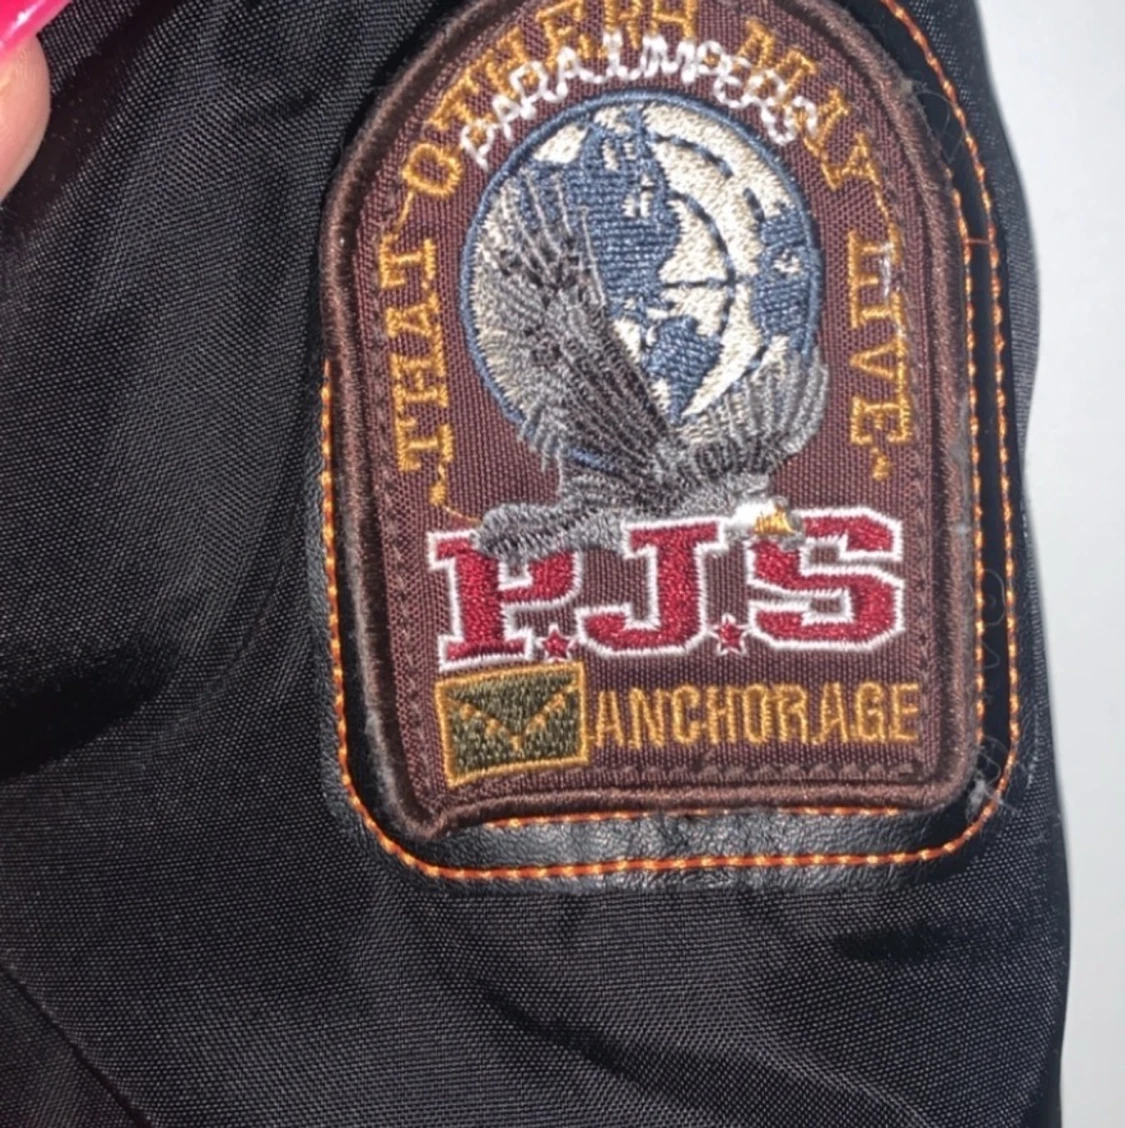 THAT OTHERS MAY LIVE
PARAJUMPERS
P.J.S
ANCHORAGE